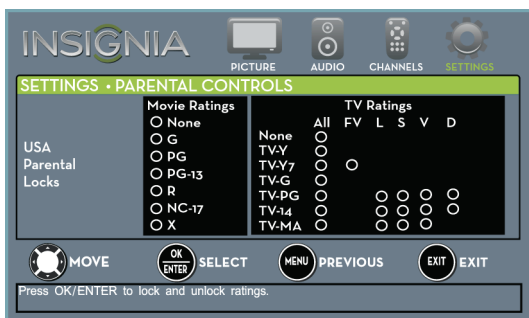 INSIGNIA
PICTURE AUDIO CHANNELS SETTINGS
SETTINGS • PARENTAL CONTROLS
USA
Parental
Locks
Movie Ratings
None
G
PG
PG-13
R
NC-17
X
TV Ratings
All FV L S V D
None
TV-Y
TV-Y7
TV-G
TV-PG
TV-14
TV-MA
MOVE OK ENTER SELECT MENU PREVIOUS EXIT EXIT
Press OK/ENTER to lock and unlock ratings.